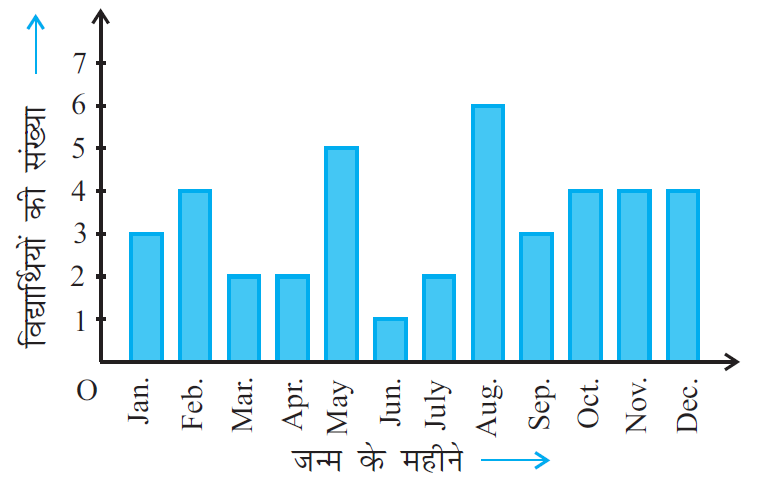 विद्यार्थियों की संख्या
7
6
5
4
3
2
1
O
Jan.
Feb.
Mar.
Apr.
May
Jun.
July
Aug.
Sep.
Oct.
Nov.
Dec.
जन्म के महीने